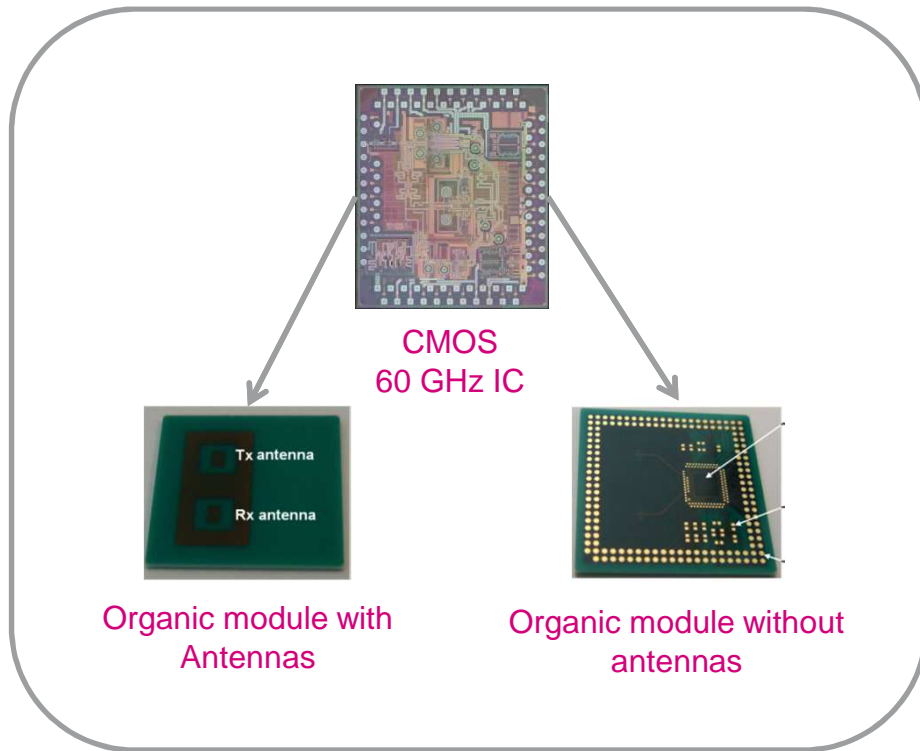 CMOS
60 GHz IC
Tx antenna
Rx antenna
Organic module with
Antennas
Organic module without
antennas